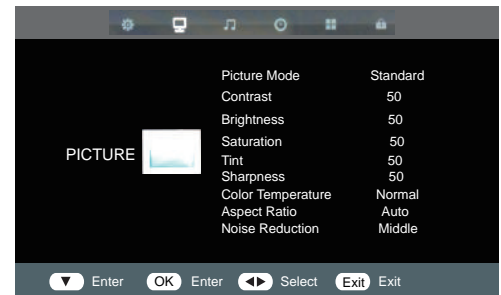 Picture Mode Standard
Contrast 50
Brightness 50
Saturation 50
PICTURE
Tint 50
Sharpness 50
Color Temperature Normal
Aspect Ratio Auto
Noise Reduction Middle
▼ Enter OK Enter ◀▶ Select Exit Exit